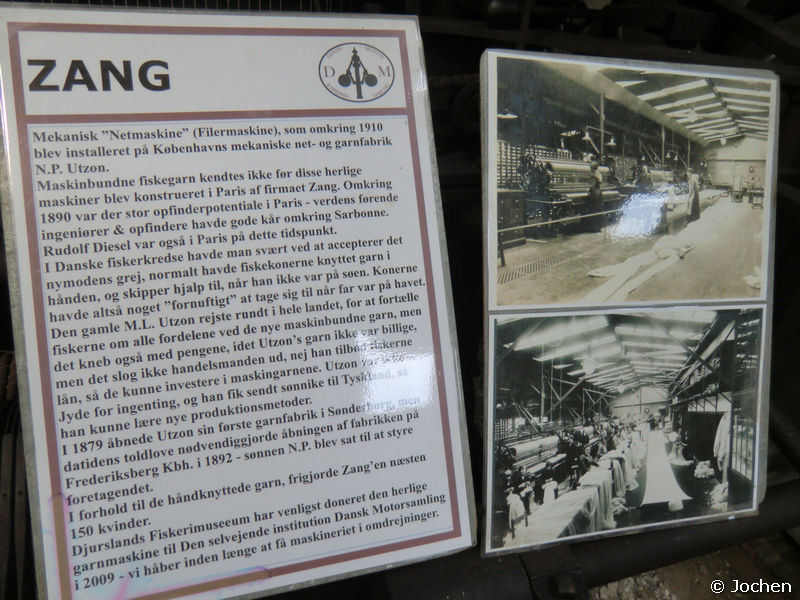 ZANG
DANSK MOTOR
D M
Mekanisk ”Netmaskine” (Filermaskine), som omkring 1910
blev installeret på Københavns mekaniske net- og garnfabrik
N.P. Utzon.
Maskinbundne fiskegarn kendtes ikke før disse herlige
maskiner blev konstrueret i Paris af firmaet Zang. Omkring
1890 var der stor opfinderpotentiale i Paris - verdens førende
ingeniører & opfindere havde gode kår omkring Sarbonne.
Rudolf Diesel var også i Paris på dette tidspunkt.
I Danske fiskerkredse havde man svært ved at accepterer det
nymodens grej, normalt havde fiskekonerne knyttet garn i
hånden, og skipper hjalp til, når han ikke var på søen. Konerne
havde altså noget ”fornuftigt” at tage sig til når far var på havet.
Den gamle M.L. Utzon rejste rundt i hele landet, for at fortælle
fiskerne om alle fordelene ved de nye maskinbundne garn, men
det kneb også med pengene, idet Utzon’s garn ikke var billige,
men det slog ikke handelsmanden ud, nej han tilbød fiskerne
lån, så de kunne investere i maskingarnene. Utzon var ikke
Jyde for ingenting, og han fik sendt sønnike til Tyskland, så
han kunne lære nye produktionsmetoder.
I 1879 åbnede Utzon sin første garnfabrik i Sønderborg, men
datidens toldlove nødvendiggjorde åbningen af fabrikken på
Frederiksberg Kbh. i 1892 - sønnen N.P. blev sat til at styre
foretagendet.
I forhold til de håndknyttede garn, frigjorde Zang’en næsten
150 kvinder.
Djurslands Fiskerimuseeum har venligst doneret den herlige
garnmaskine til Den selvejende institution Dansk Motorsamling
i 2009 - vi håber inden længe at få maskineriet i omdrejninger.
© Jochen